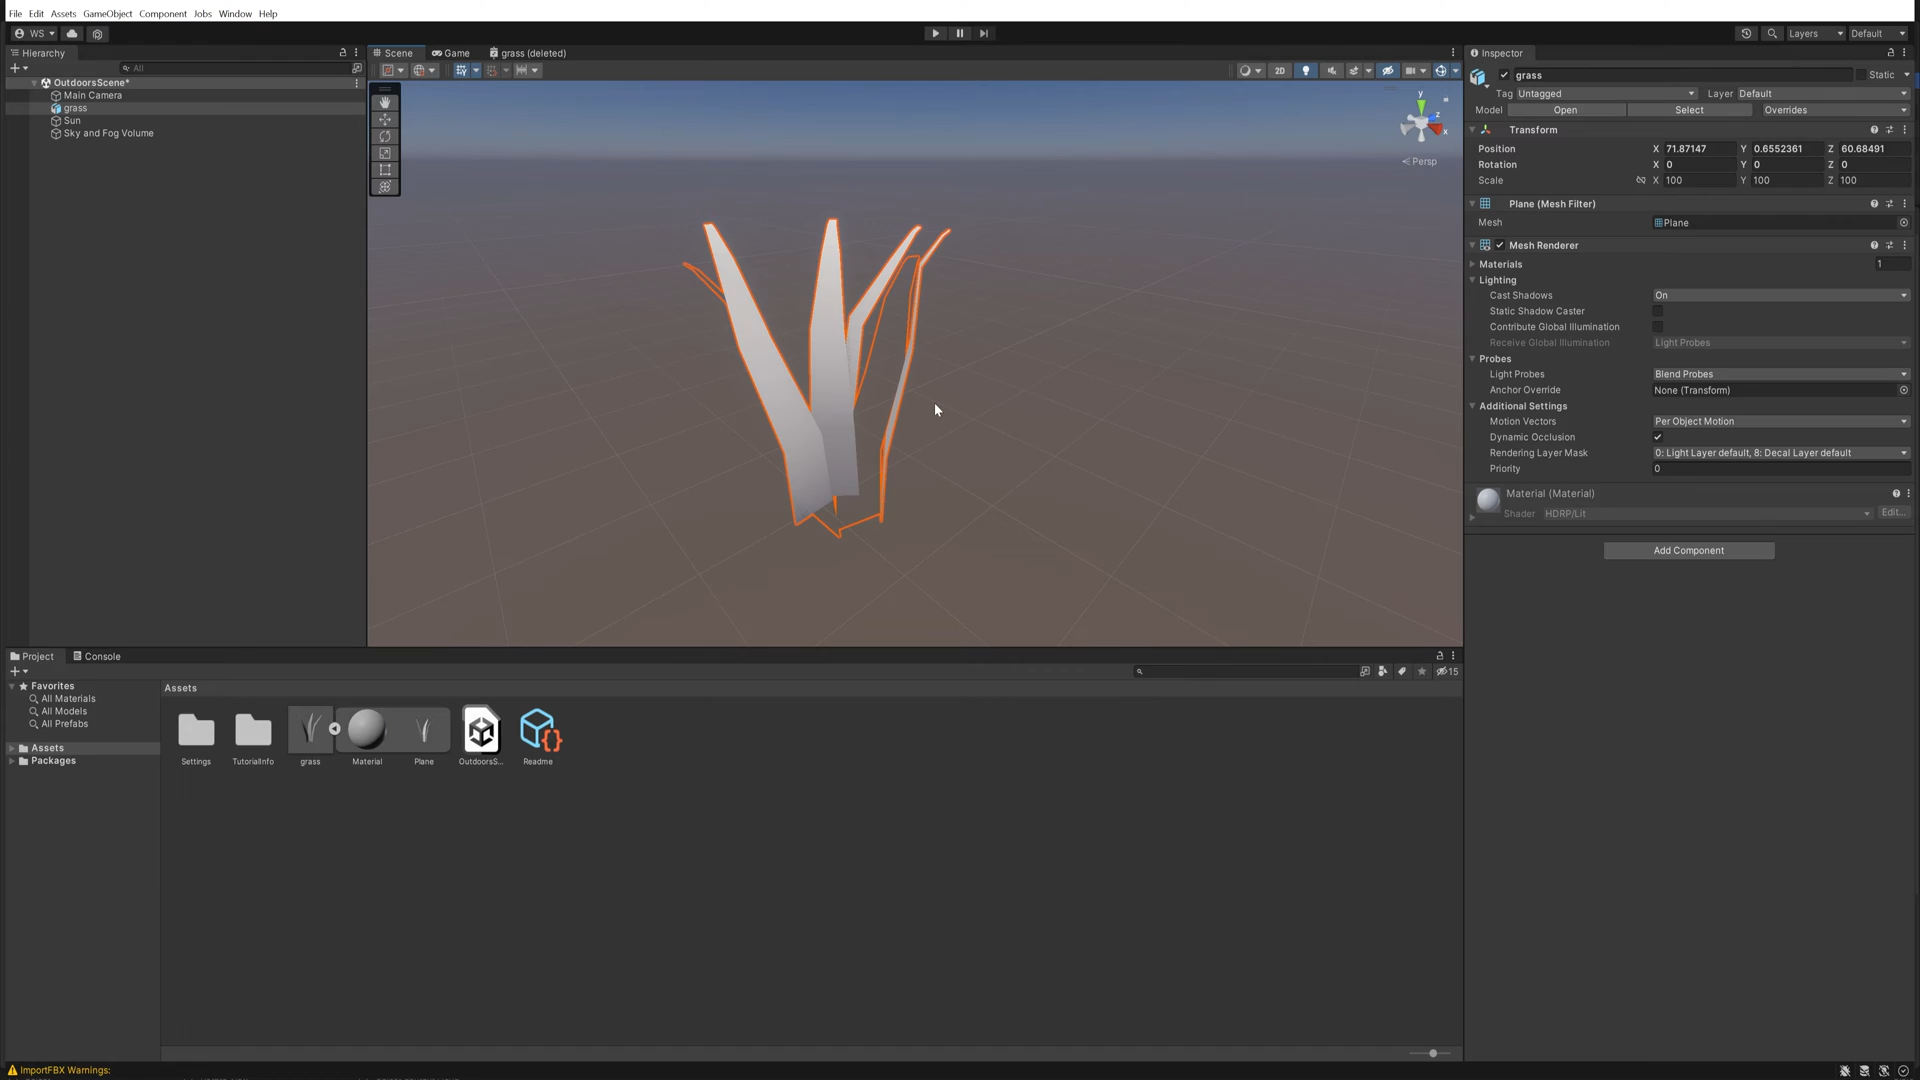 File Edit Assets GameObject Component Jobs Window Help
WS
Layers
Default
Hierarchy
All
OutdoorsScene*
Main Camera
grass
Sun
Sky and Fog Volume
Scene
Game
grass (deleted)
2D
y
z
x
Persp
Inspector
grass
Static
Tag Untagged
Layer Default
Model Open Select Overrides
Transform
Position X 71.87147 Y 0.6552361 Z 60.68491
Rotation X 0 Y 0 Z 0
Scale X 100 Y 100 Z 100
Plane (Mesh Filter)
Mesh Plane
Mesh Renderer
Materials 1
Lighting
Cast Shadows On
Static Shadow Caster
Contribute Global Illumination
Receive Global Illumination Light Probes
Probes
Light Probes Blend Probes
Anchor Override None (Transform)
Additional Settings
Motion Vectors Per Object Motion
Dynamic Occlusion
Rendering Layer Mask 0: Light Layer default, 8: Decal Layer default
Priority 0
Material (Material)
Shader HDRP/Lit Edit...
Add Component
Project
Console
15
Favorites
All Materials
All Models
All Prefabs
Assets
Packages
Assets
Settings
TutorialInfo
grass
Material
Plane
OutdoorsS...
Readme
ImportFBX Warnings: